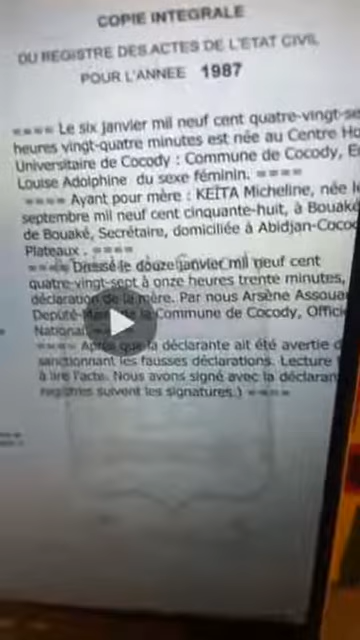 COPIE INTEGRALE
DU REGISTRE DES ACTES DE L'ETAT CIVIL
POUR L'ANNEE 1987
==== Le six janvier mil neuf cent quatre-vingt-se
heures vingt-quatre minutes est née au Centre Ho
Universitaire de Cocody : Commune de Cocody, E
Louise Adolphine du sexe féminin. ====
==== Ayant pour mère : KEITA Micheline, née l
septembre mil neuf cent cinquante-huit, à Bouaké
de Bouaké, Secrétaire, domiciliée à Abidjan-Cocod
Plateaux . ====
==== Dressé le douze janvier mil neuf cent
quatre-vingt-sept à onze heures trente minutes,
déclaration de la mère. Par nous Arsène Assoua
Deputé- la Commune de Cocody, Offici
National
==== Après que la déclarante ait été avertie d
sanctionnant les fausses déclarations. Lecture
à lire l'acte. Nous avons signé avec la déclaran
registres suivent les signatures.) ====